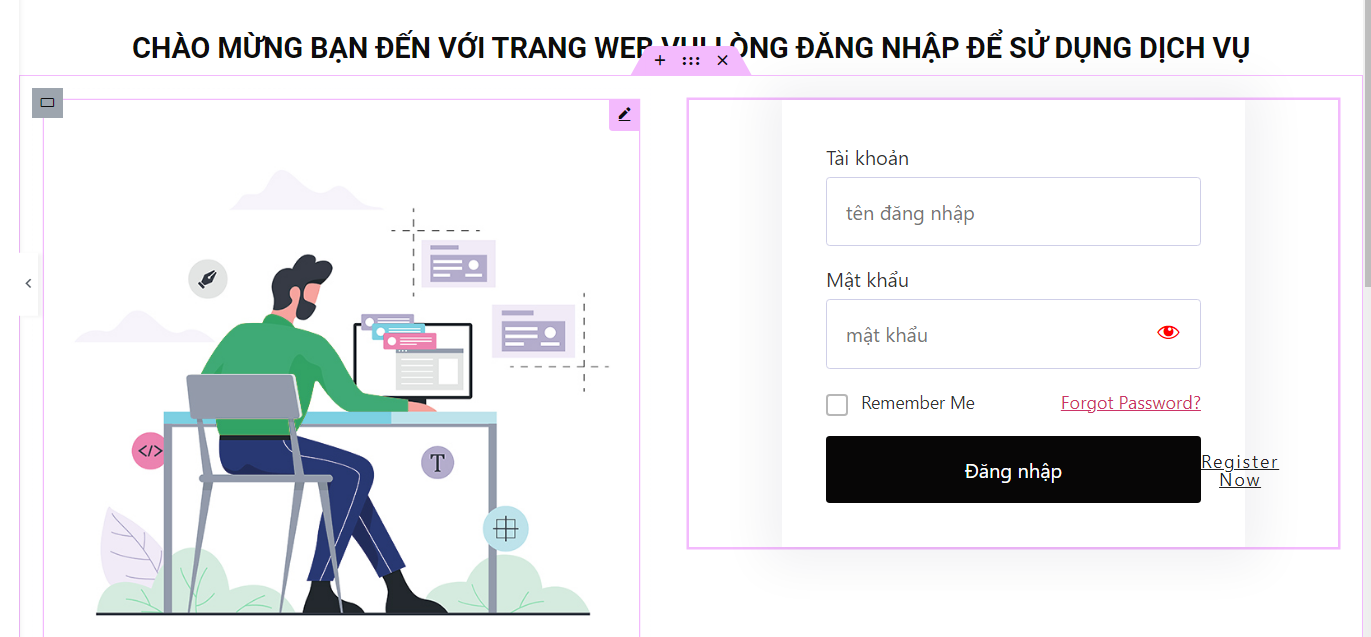 CHÀO MỪNG BẠN ĐẾN VỚI TRANG WEB VUI LÒNG ĐĂNG NHẬP ĐỂ SỬ DỤNG DỊCH VỤ
Tài khoản
tên đăng nhập
Mật khẩu
mật khẩu
Remember Me Forgot Password?
Đăng nhập
Register
Now
</>
T